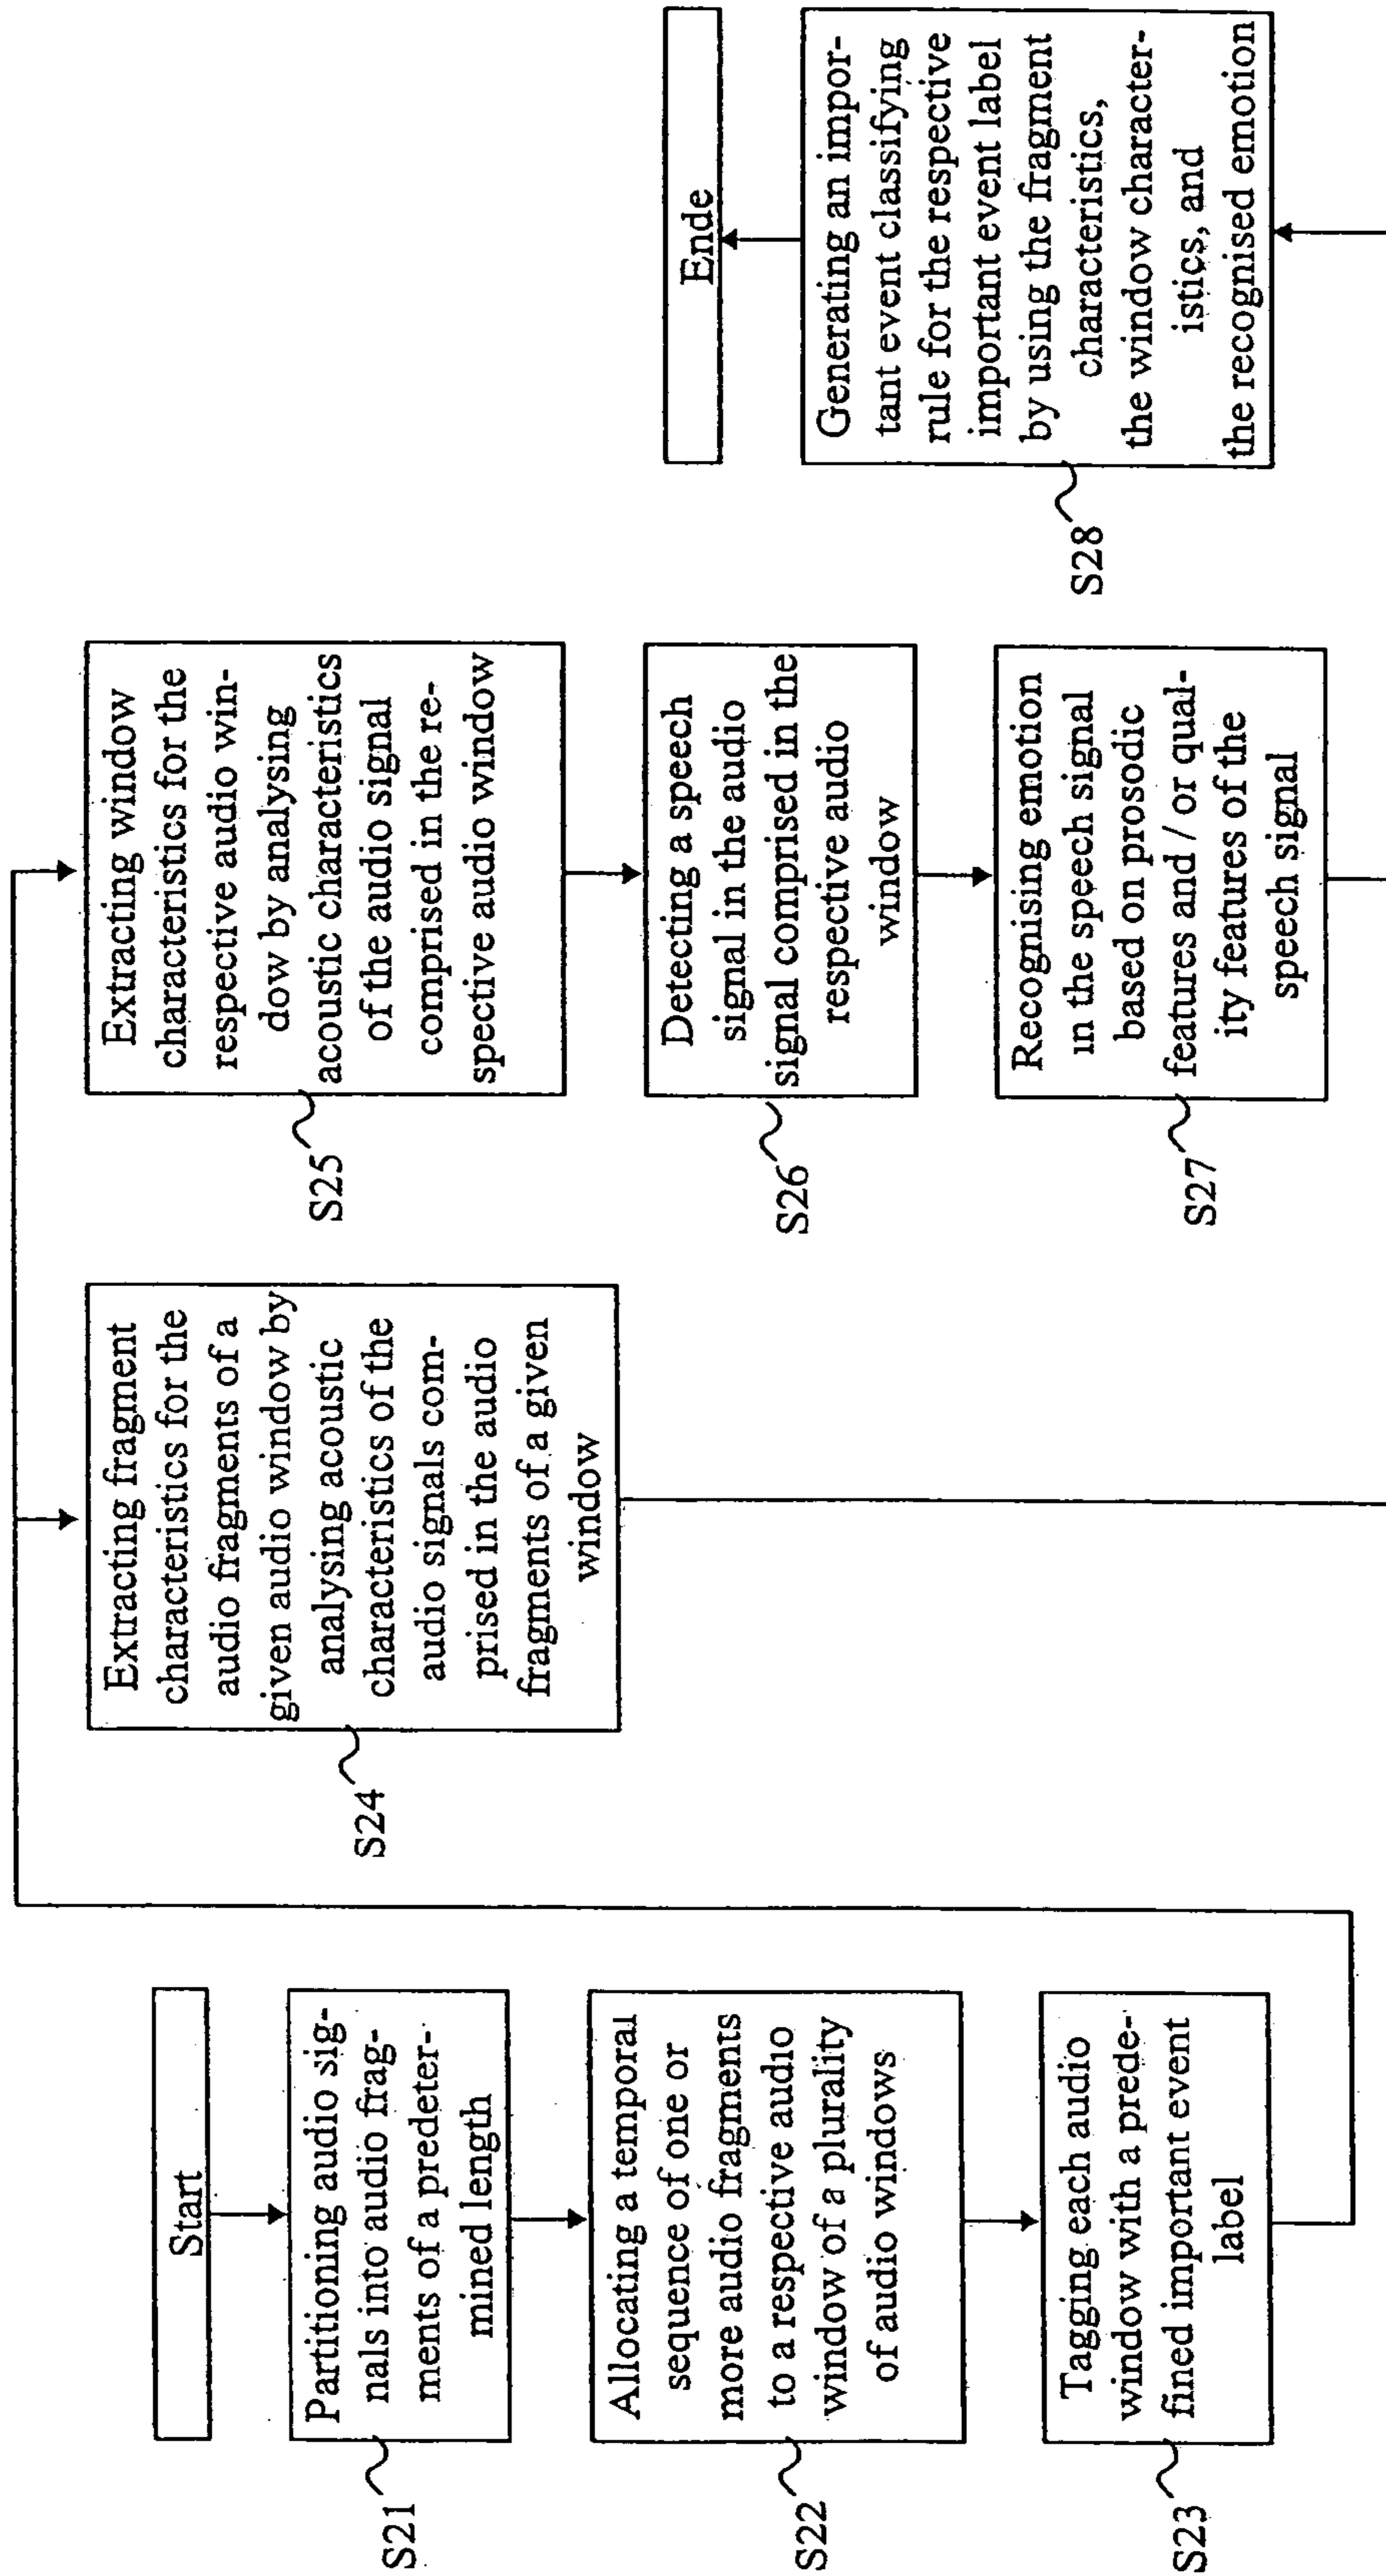 Start
S21
Partitioning audio sig-
nals into audio frag-
ments of a predeter-
mined length
S22
Allocating a temporal
sequence of one or
more audio fragments
to a respective audio
window of a plurality
of audio windows
S23
Tagging each audio
window with a prede-
fined important event
label
S24
Extracting fragment
characteristics for the
audio fragments of a
given audio window by
analysing acoustic
characteristics of the
audio signals com-
prised in the audio
fragments of a given
window
S25
Extracting window
characteristics for the
respective audio win-
dow by analysing
acoustic characteristics
of the audio signal
comprised in the re-
spective audio window
S26
Detecting a speech
signal in the audio
signal comprised in the
respective audio
window
S27
Recognising emotion
in the speech signal
based on prosodic
features and / or qual-
ity features of the
speech signal
Ende
S28
Generating an impor-
tant event classifying
rule for the respective
important event label
by using the fragment
characteristics,
the window character-
istics, and
the recognised emotion